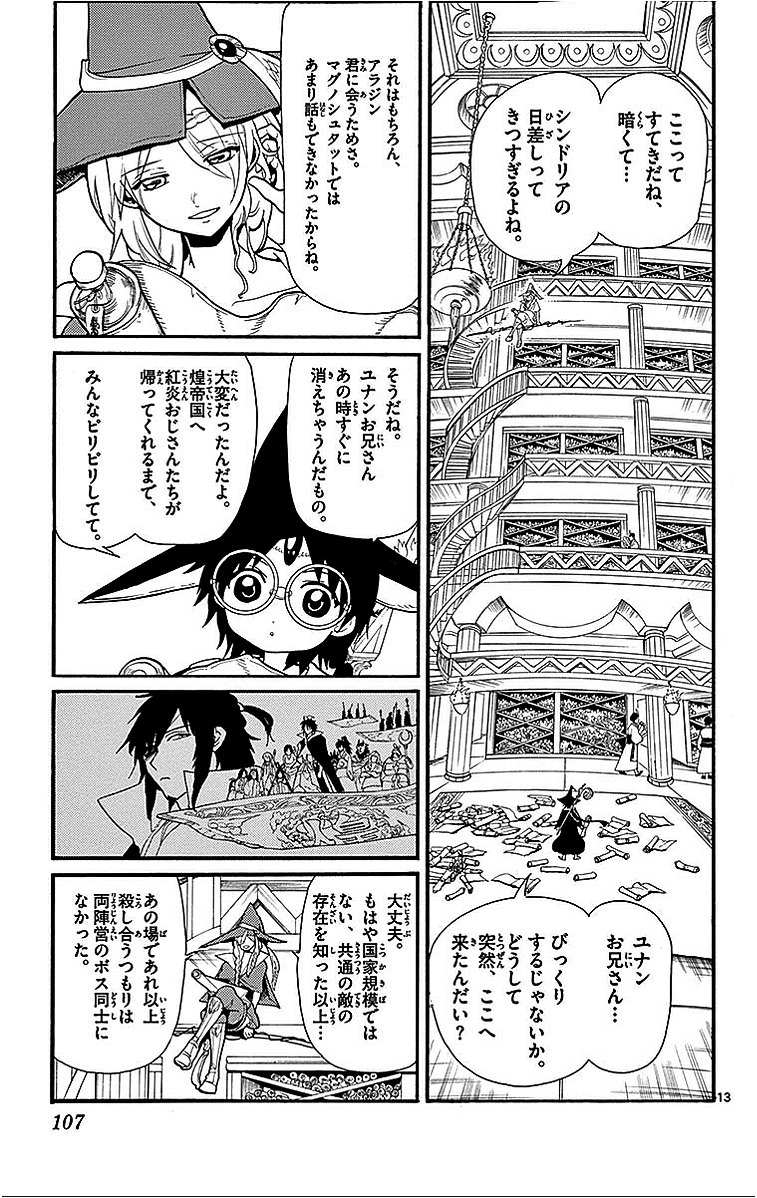 ここって
すてきだね、
暗くて…
シンドリアの
日差しって
きつすぎるよね。
ユナン
お兄さん…
びっくり
するじゃないか。
どうして
突然、ここへ
来たんだい？
それはもちろん、
アラジン
君に会うためさ。
マグノシュタットでは
あまり話もできなかったからね。
そうだね。
ユナンお兄さん
あの時すぐに
消えちゃうんだもの。
大変だったんだよ。
煌帝国へ
紅炎おじさんたちが
帰ってくれるまで、
みんなピリピリしてて。
大丈夫。
もはや国家規模では
ない、共通の敵の
存在を知った以上…
あの場であれ以上
殺し合うつもりは
両陣営のボス同士に
なかった。
13
107